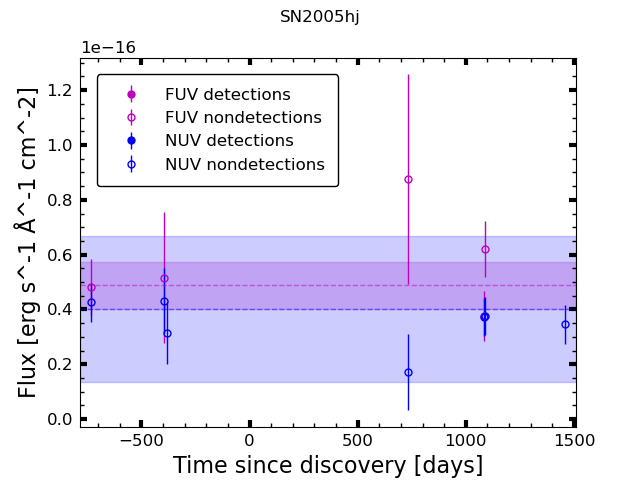 SN2005hj
1e−16
FUV detections
FUV nondetections
NUV detections
NUV nondetections
1.2
1.0
0.8
0.6
0.4
0.2
0.0
Flux [erg s^-1 Å^-1 cm^-2]
−500 0 500 1000 1500
Time since discovery [days]